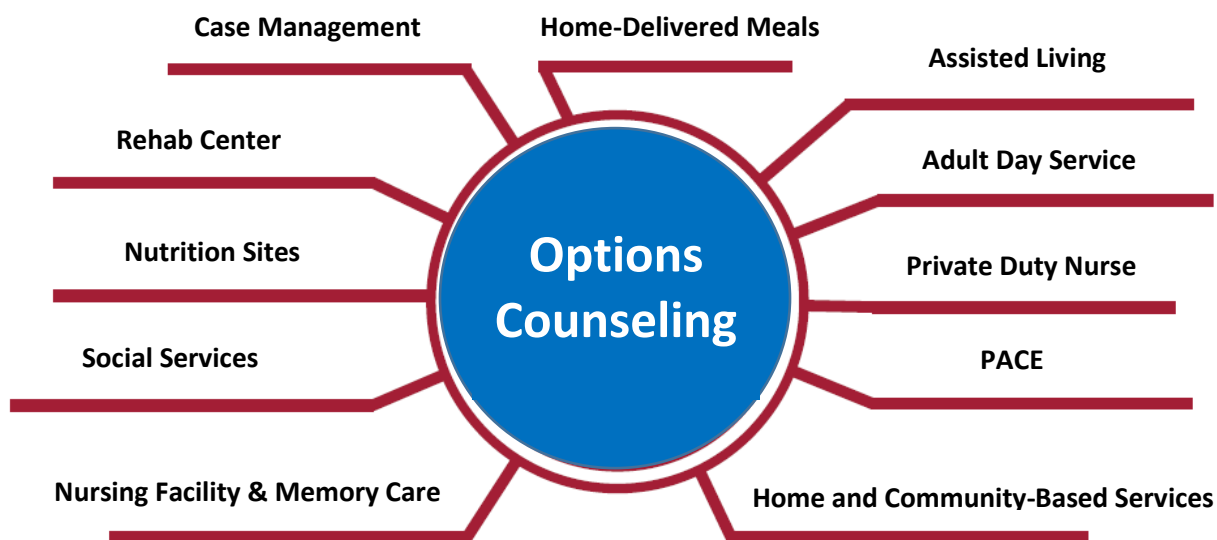 Case Management
Home-Delivered Meals
Assisted Living
Rehab Center
Adult Day Service
Nutrition Sites
Options
Counseling
Private Duty Nurse
Social Services
PACE
Nursing Facility & Memory Care
Home and Community-Based Services